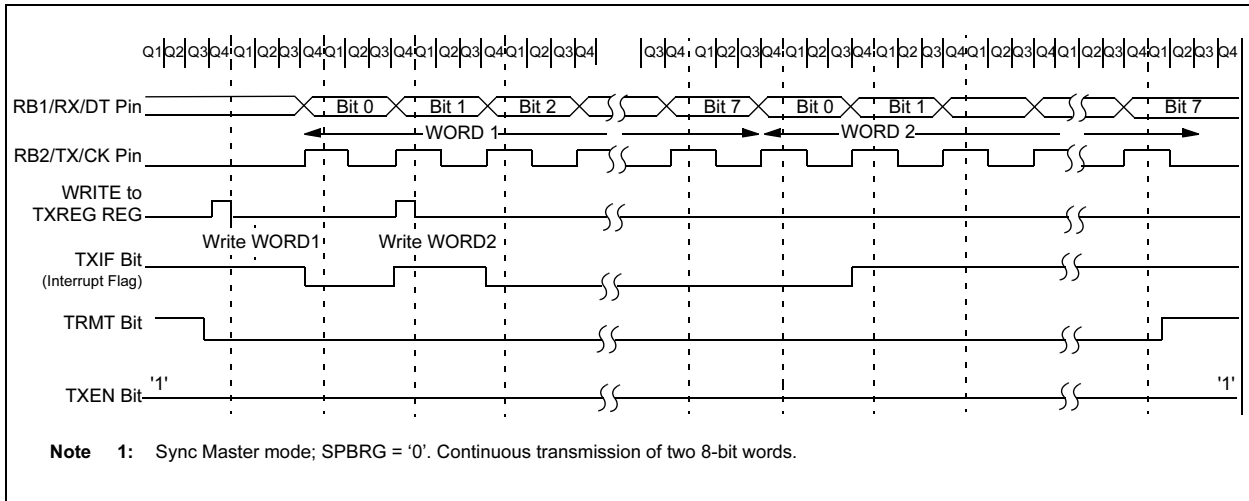 Q1 Q2 Q3 Q4 Q1 Q2 Q3 Q4 Q1 Q2 Q3 Q4 Q1 Q2 Q3 Q4 Q1 Q2 Q3 Q4 Q3 Q4 Q1 Q2 Q3 Q4 Q1 Q2 Q3 Q4 Q1 Q2 Q3 Q4 Q1 Q2 Q3 Q4 Q1 Q2 Q3 Q4 Q1 Q2 Q3 Q4
RB1/RX/DT Pin Bit 0 Bit 1 Bit 2 Bit 7 Bit 0 Bit 1 Bit 7
WORD 1 WORD 2
RB2/TX/CK Pin
WRITE to
TXREG REG
Write WORD1 Write WORD2
TXIF Bit
(Interrupt Flag)
TRMT Bit
TXEN Bit '1' '1'
Note 1: Sync Master mode; SPBRG = ‘0’. Continuous transmission of two 8-bit words.